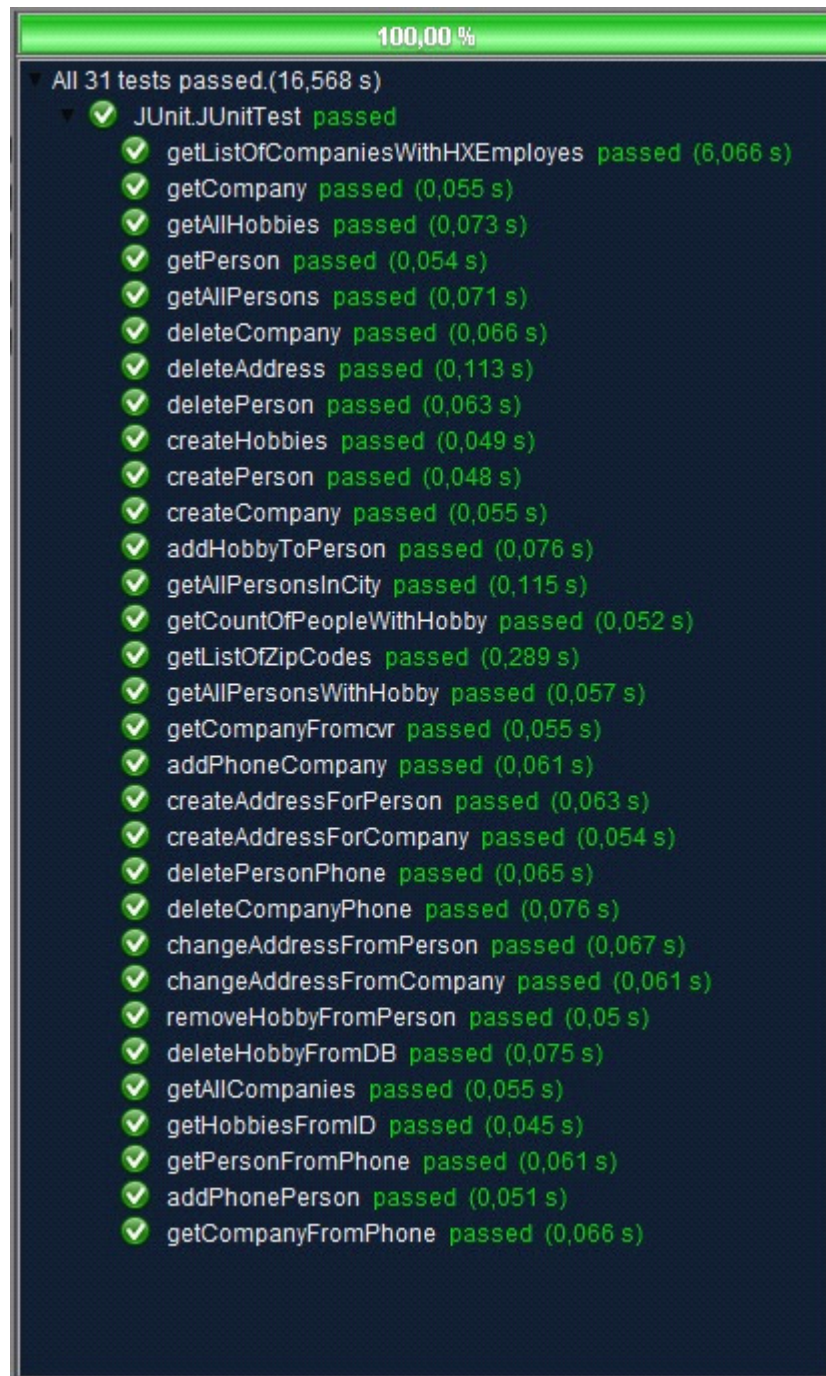 100,00 %
All 31 tests passed.(16,568 s)
JUnit.JUnitTest passed
getListOfCompaniesWithHXEmployes passed (6,066 s)
getCompany passed (0,055 s)
getAllHobbies passed (0,073 s)
getPerson passed (0,054 s)
getAllPersons passed (0,071 s)
deleteCompany passed (0,066 s)
deleteAddress passed (0,113 s)
deletePerson passed (0,063 s)
createHobbies passed (0,049 s)
createPerson passed (0,048 s)
createCompany passed (0,055 s)
addHobbyToPerson passed (0,076 s)
getAllPersonsInCity passed (0,115 s)
getCountOfPeopleWithHobby passed (0,052 s)
getListOfZipCodes passed (0,289 s)
getAllPersonsWithHobby passed (0,057 s)
getCompanyFromcvr passed (0,055 s)
addPhoneCompany passed (0,061 s)
createAddressForPerson passed (0,063 s)
createAddressForCompany passed (0,054 s)
deletePersonPhone passed (0,065 s)
deleteCompanyPhone passed (0,076 s)
changeAddressFromPerson passed (0,067 s)
changeAddressFromCompany passed (0,061 s)
removeHobbyFromPerson passed (0,05 s)
deleteHobbyFromDB passed (0,075 s)
getAllCompanies passed (0,055 s)
getHobbiesFromID passed (0,045 s)
getPersonFromPhone passed (0,061 s)
addPhonePerson passed (0,051 s)
getCompanyFromPhone passed (0,066 s)